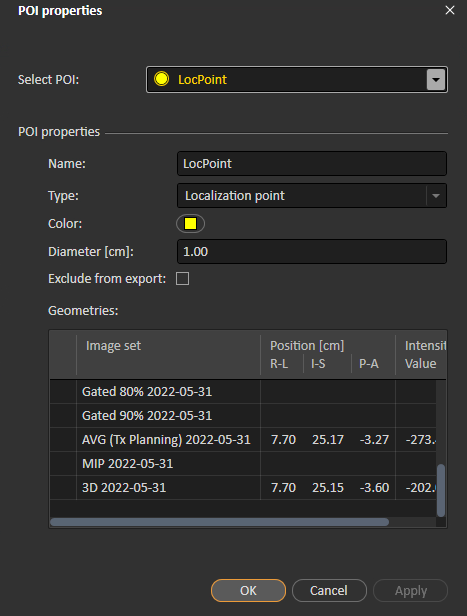 POI properties
Select POI: LocPoint
POI properties
Name: LocPoint
Type: Localization point
Color:
Diameter [cm]: 1.00
Exclude from export:
Geometries:
Image set Position [cm] Intensit
R-L I-S P-A Value
Gated 80% 2022-05-31
Gated 90% 2022-05-31
AVG (Tx Planning) 2022-05-31 7.70 25.17 -3.27 -273.
MIP 2022-05-31
3D 2022-05-31 7.70 25.15 -3.60 -202.
OK Cancel Apply